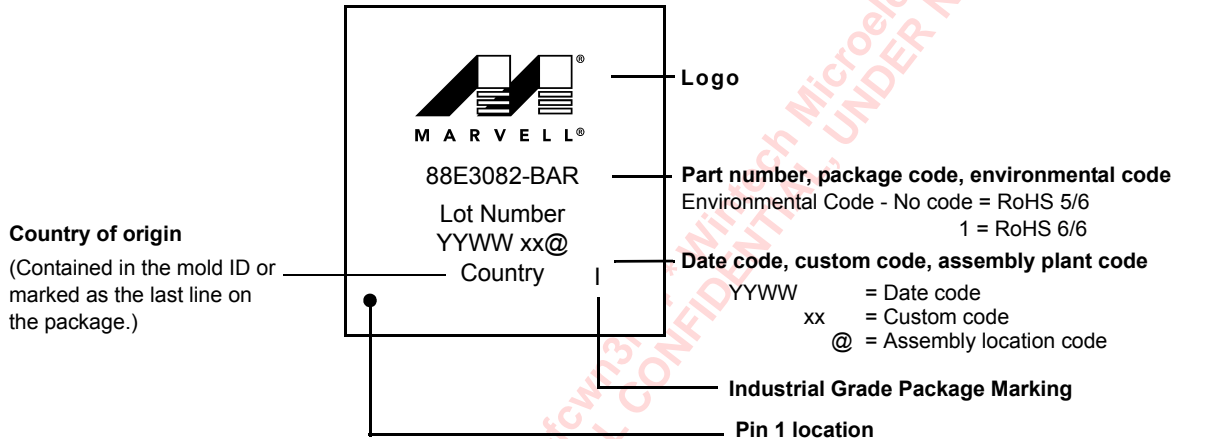 MARVELL®
®
Logo
88E3082-BAR
Part number, package code, environmental code
Environmental Code - No code = RoHS 5/6
1 = RoHS 6/6
Lot Number
YYWW xx@
Country I
Country of origin
(Contained in the mold ID or
marked as the last line on
the package.)
Date code, custom code, assembly plant code
YYWW = Date code
xx = Custom code
@ = Assembly location code
Industrial Grade Package Marking
Pin 1 location